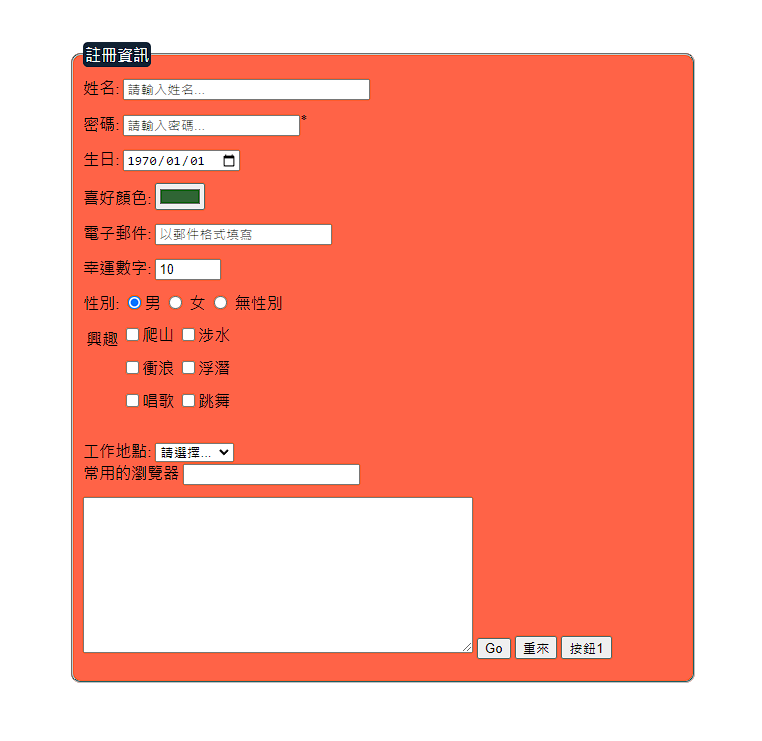 註冊資訊
姓名: 請輸入姓名...
密碼: 請輸入密碼... *
生日: 1970/01/01
喜好顏色:
電子郵件: 以郵件格式填寫
幸運數字: 10
性別: 男 女 無性別
興趣 爬山 涉水
衝浪 浮潛
唱歌 跳舞
工作地點: 請選擇...
常用的瀏覽器
Go 重來 按鈕1